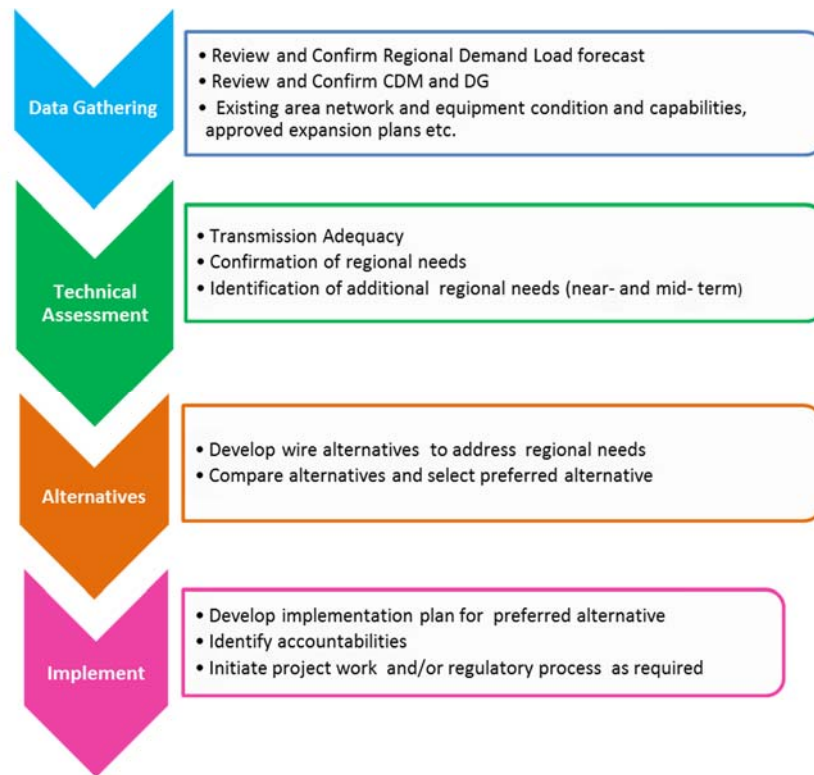 Data Gathering
• Review and Confirm Regional Demand Load forecast
• Review and Confirm CDM and DG
• Existing area network and equipment condition and capabilities,
approved expansion plans etc.
Technical
Assessment
• Transmission Adequacy
• Confirmation of regional needs
• Identification of additional regional needs (near- and mid- term)
Alternatives
• Develop wire alternatives to address regional needs
• Compare alternatives and select preferred alternative
Implement
• Develop implementation plan for preferred alternative
• Identify accountabilities
• Initiate project work and/or regulatory process as required